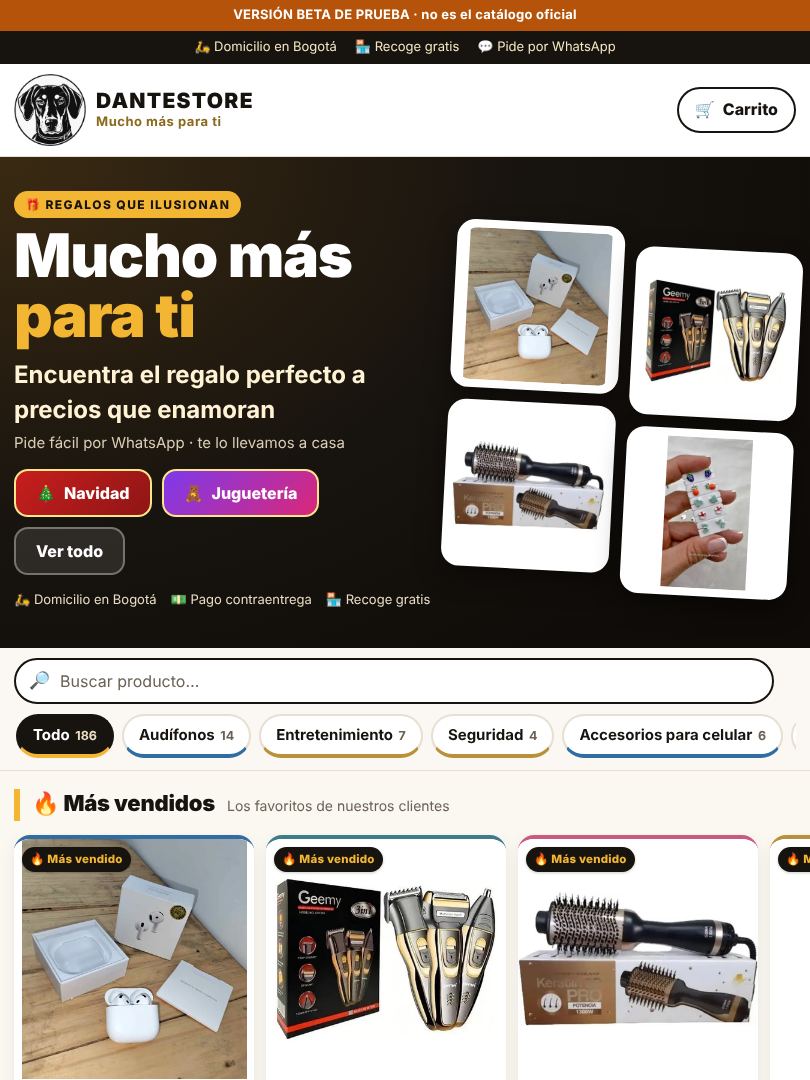 VERSIÓN BETA DE PRUEBA · no es el catálogo oficial
🛵 Domicilio en Bogotá 🏪 Recoge gratis 💬 Pide por WhatsApp
DANTESTORE
Mucho más para ti
🛒 Carrito
🎁 REGALOS QUE ILUSIONAN
Mucho más
para ti
Encuentra el regalo perfecto a
precios que enamoran
Pide fácil por WhatsApp · te lo llevamos a casa
🎄 Navidad
🧸 Juguetería
Ver todo
🛵 Domicilio en Bogotá 💵 Pago contraentrega 🏪 Recoge gratis
Geemy
3in1
🔎 Buscar producto...
Todo 186
Audífonos 14
Entretenimiento 7
Seguridad 4
Accesorios para celular 6
🔥 Más vendidos Los favoritos de nuestros clientes
🔥 Más vendido
🔥 Más vendido
Geemy
3in1
🔥 Más vendido
PRO
POTENCIA